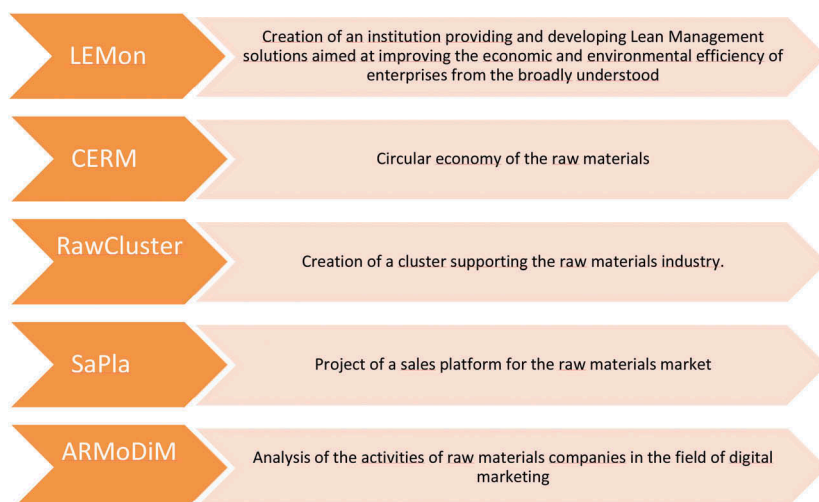 LEMon
Creation of an institution providing and developing Lean Management
solutions aimed at improving the economic and environmental efficiency of
enterprises from the broadly understood
CERM
Circular economy of the raw materials
RawCluster
Creation of a cluster supporting the raw materials industry.
SaPla
Project of a sales platform for the raw materials market
ARMoDiM
Analysis of the activities of raw materials companies in the field of digital
marketing